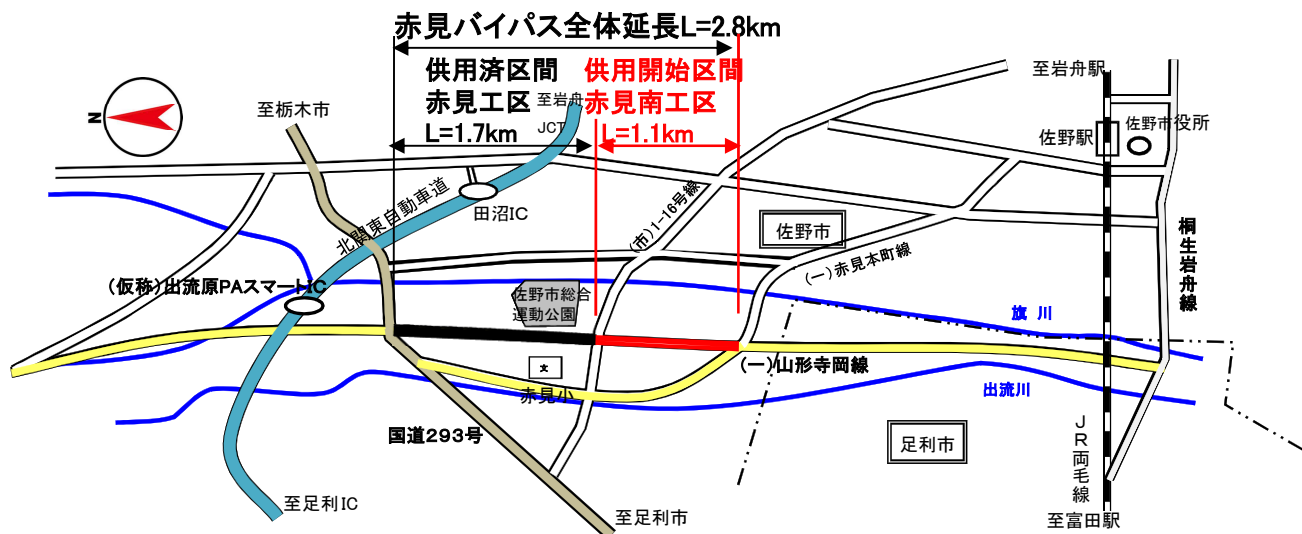 赤見バイパス全体延長L=2.8km
供用済区間
赤見工区
L=1.7km
供用開始区間
赤見南工区
L=1.1km
至岩舟
JCT
至岩舟駅
N
至栃木市
佐野駅
佐野市役所
北関東自動車道
田沼IC
(市)1-16号線
佐野市
(一)赤見本町線
桐生岩舟線
(仮称)出流原PAスマートIC
佐野市総合
運動公園
旗川
文
赤見小
(一)山形寺岡線
出流川
国道293号
足利市
JR両毛線
至足利IC
至足利市
至富田駅